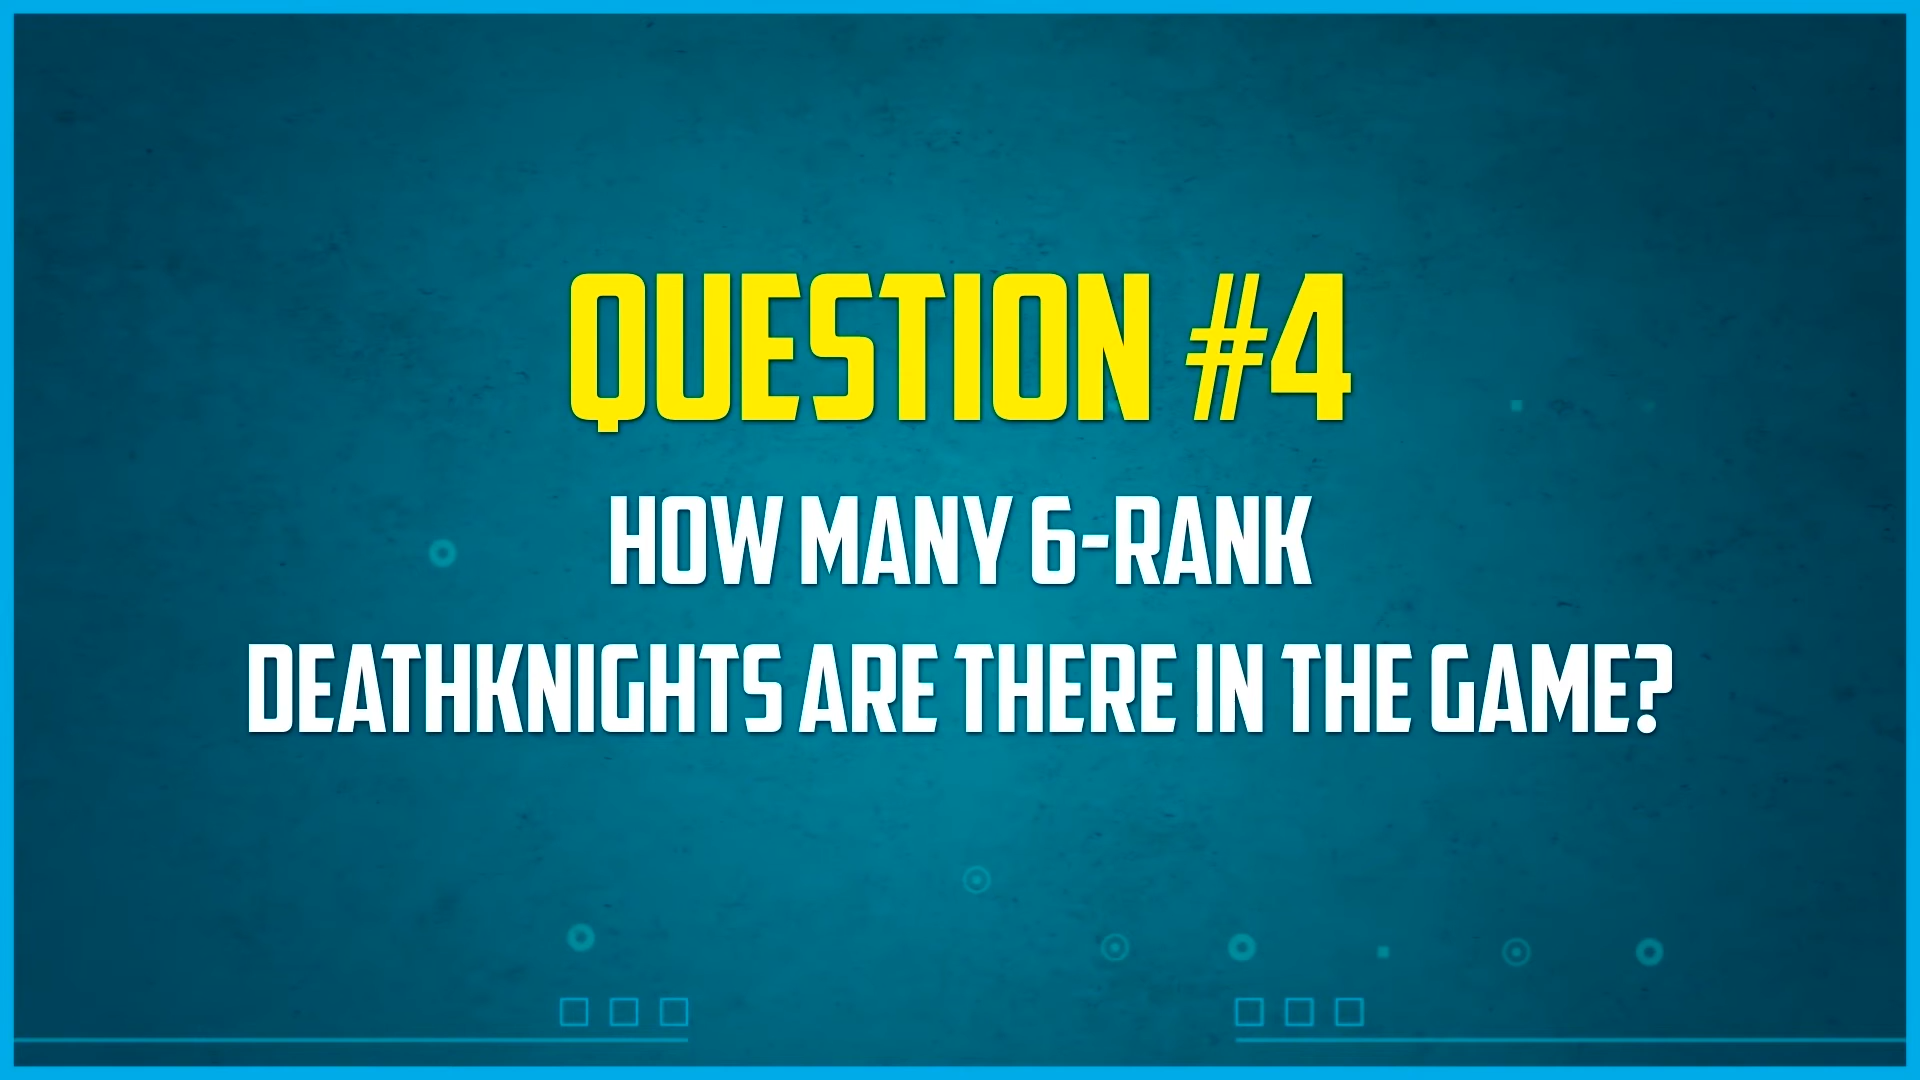 QUESTION #4
HOW MANY 6-RANK
DEATHKNIGHTS ARE THERE IN THE GAME?